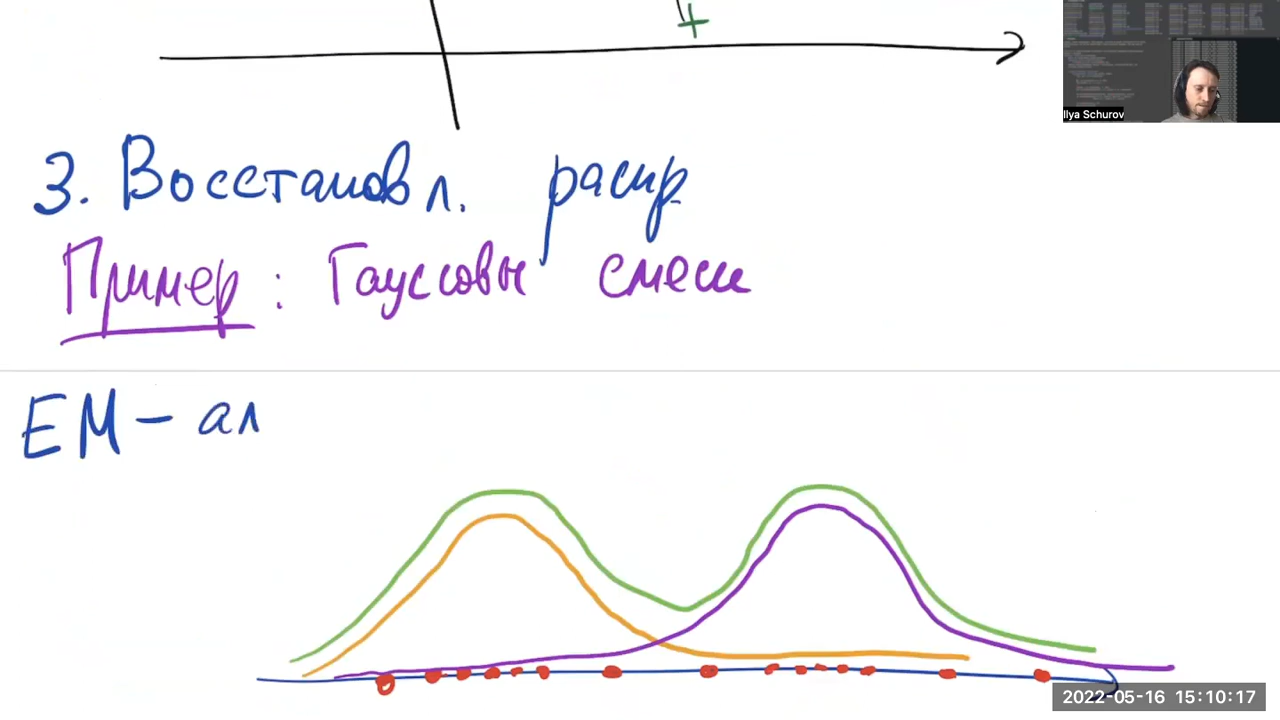 Ilya Schurov
3. Восстановл. распр.
Пример: Гауссовы смеси
EM - ал
2022-05-16 15:10:17